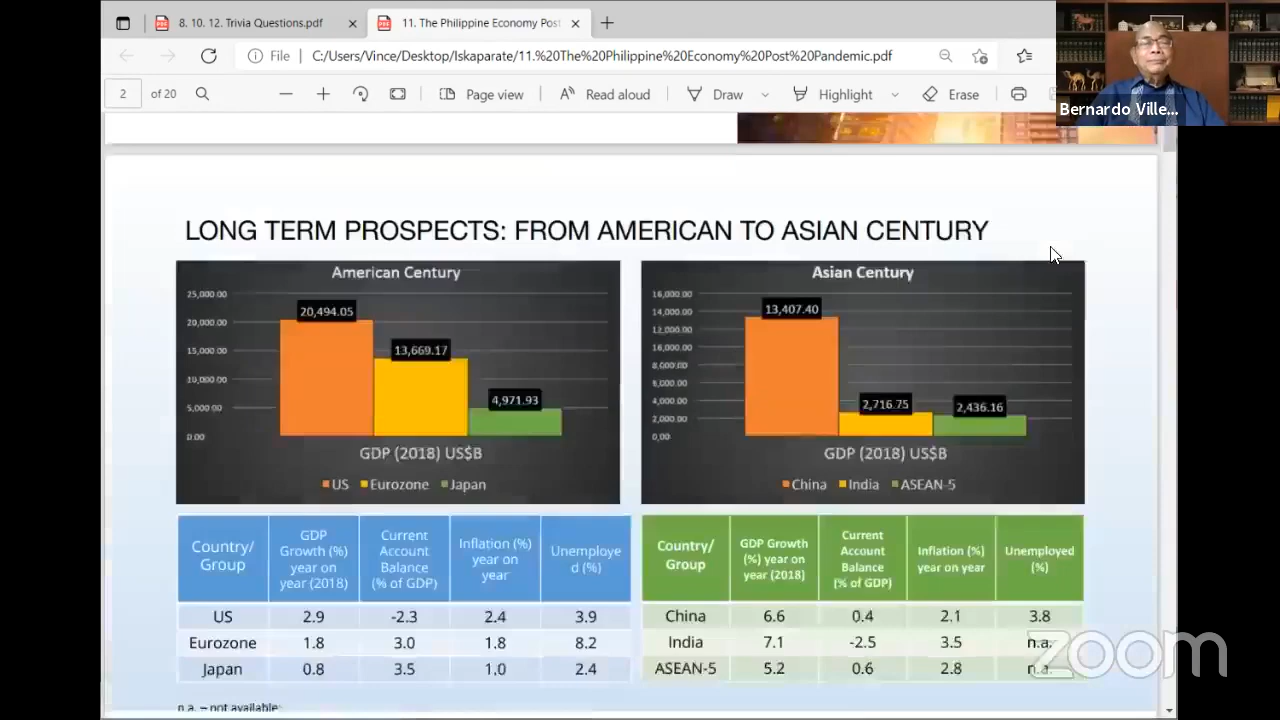 8. 10. 12. Trivia Questions.pdf
11. The Philippine Economy Post
File
C:/Users/Vince/Desktop/Iskaparate/11.%20The%20Philippine%20Economy%20Post%20Pandemic.pdf
2 of 20
Page view
Read aloud
Draw
Highlight
Erase
Bernardo Ville...
LONG TERM PROSPECTS: FROM AMERICAN TO ASIAN CENTURY
American Century
25,000.00
20,000.00
15,000.00
10,000.00
5,000.00
0.00
20,494.05
13,669.17
4,971.93
GDP (2018) US$B
US Eurozone Japan
Asian Century
16,000.00
14,000.00
12,000.00
16,000.00
8,000.00
6,000.00
4,000.00
2,000.00
0,00
13,407.40
2,716.75
2,436.16
GDP (2018) US$B
China India ASEAN-5
Country/
Group
GDP
Growth (%)
year on
year (2018)
Current
Account
Balance
(% of GDP)
Inflation (%)
year on
year
Unemploye
d (%)
US 2.9 -2.3 2.4 3.9
Eurozone 1.8 3.0 1.8 8.2
Japan 0.8 3.5 1.0 2.4
Country/
Group
GDP Growth
(%) year on
year (2018)
Current
Account
Balance
(% of GDP)
Inflation (%)
year on year
Unemployed
(%)
China 6.6 0.4 2.1 3.8
India 7.1 -2.5 3.5 n.a.
ASEAN-5 5.2 0.6 2.8 n.a.
n.a. – not available;
zoom